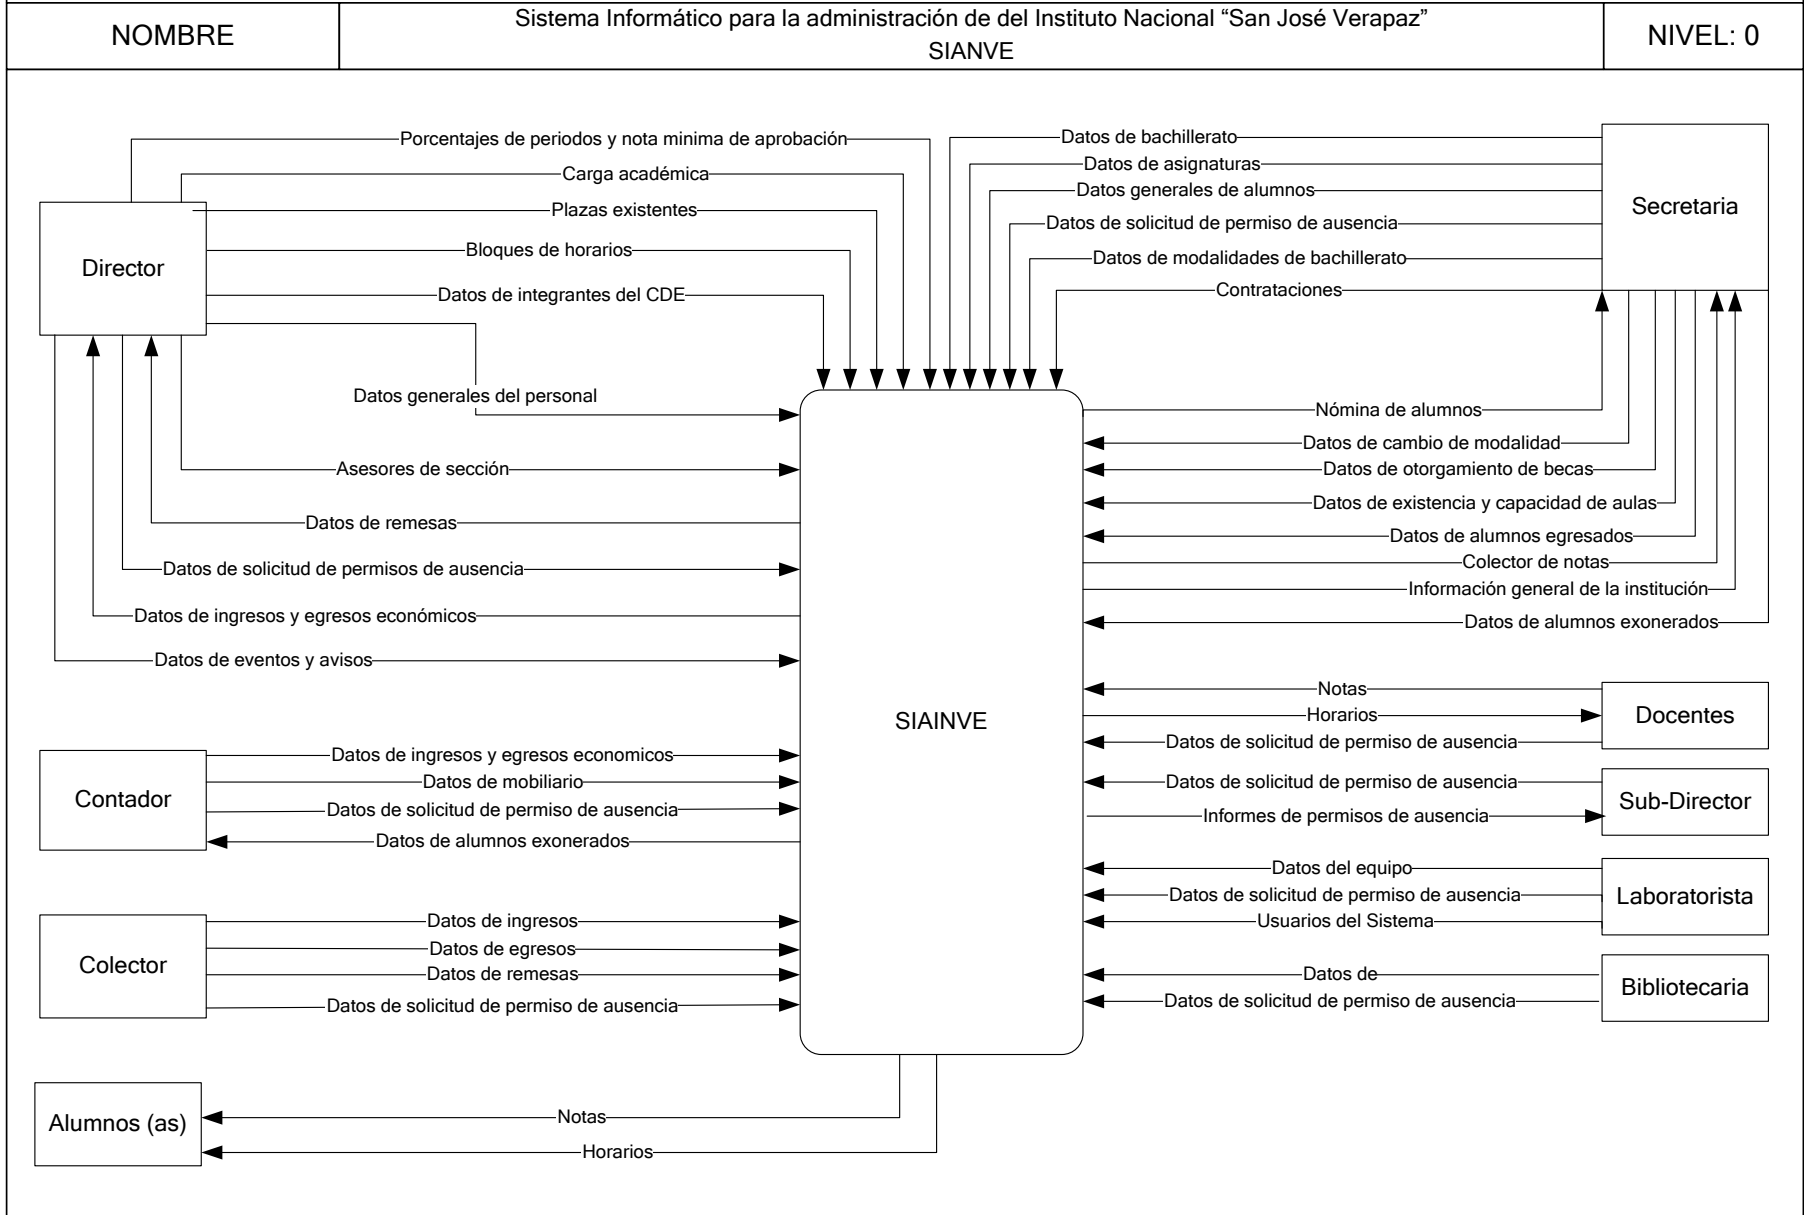 NOMBRE
Sistema Informático para la administración de del Instituto Nacional “San José Verapaz”
SIANVE
NIVEL: 0
Director
Porcentajes de periodos y nota minima de aprobación
Carga académica
Plazas existentes
Bloques de horarios
Datos de integrantes del CDE
Datos generales del personal
Asesores de sección
Datos de remesas
Datos de solicitud de permisos de ausencia
Datos de ingresos y egresos económicos
Datos de eventos y avisos
Secretaria
Datos de bachillerato
Datos de asignaturas
Datos generales de alumnos
Datos de solicitud de permiso de ausencia
Datos de modalidades de bachillerato
Contrataciones
Nómina de alumnos
Datos de cambio de modalidad
Datos de otorgamiento de becas
Datos de existencia y capacidad de aulas
Datos de alumnos egresados
Colector de notas
Información general de la institución
Datos de alumnos exonerados
SIAINVE
Contador
Datos de ingresos y egresos economicos
Datos de mobiliario
Datos de solicitud de permiso de ausencia
Datos de alumnos exonerados
Colector
Datos de ingresos
Datos de egresos
Datos de remesas
Datos de solicitud de permiso de ausencia
Alumnos (as)
Notas
Horarios
Notas
Horarios
Datos de solicitud de permiso de ausencia
Docentes
Datos de solicitud de permiso de ausencia
Informes de permisos de ausencia
Sub-Director
Datos del equipo
Datos de solicitud de permiso de ausencia
Usuarios del Sistema
Laboratorista
Datos de
Datos de solicitud de permiso de ausencia
Bibliotecaria